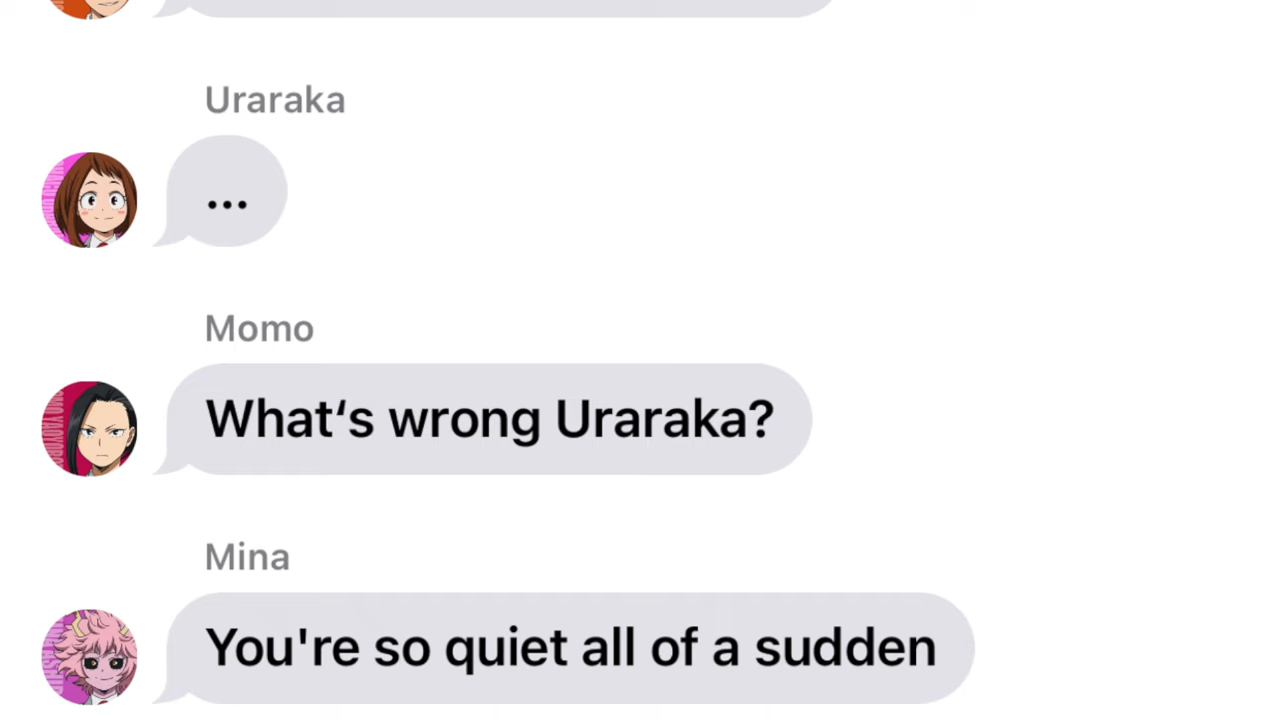 Uraraka
...
Momo
What‘s wrong Uraraka?
Mina
You're so quiet all of a sudden